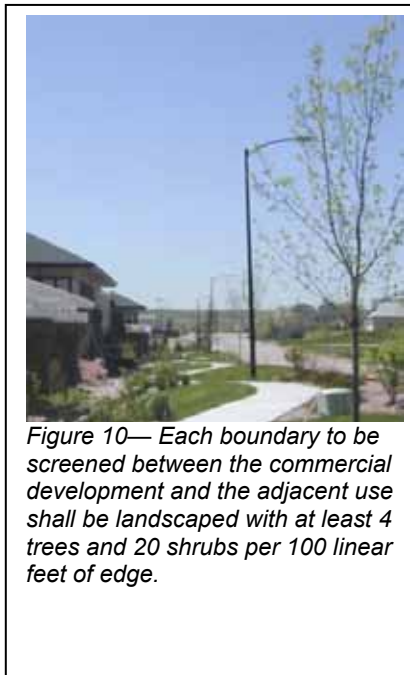 Figure 10— Each boundary to be
screened between the commercial
development and the adjacent use
shall be landscaped with at least 4
trees and 20 shrubs per 100 linear
feet of edge.